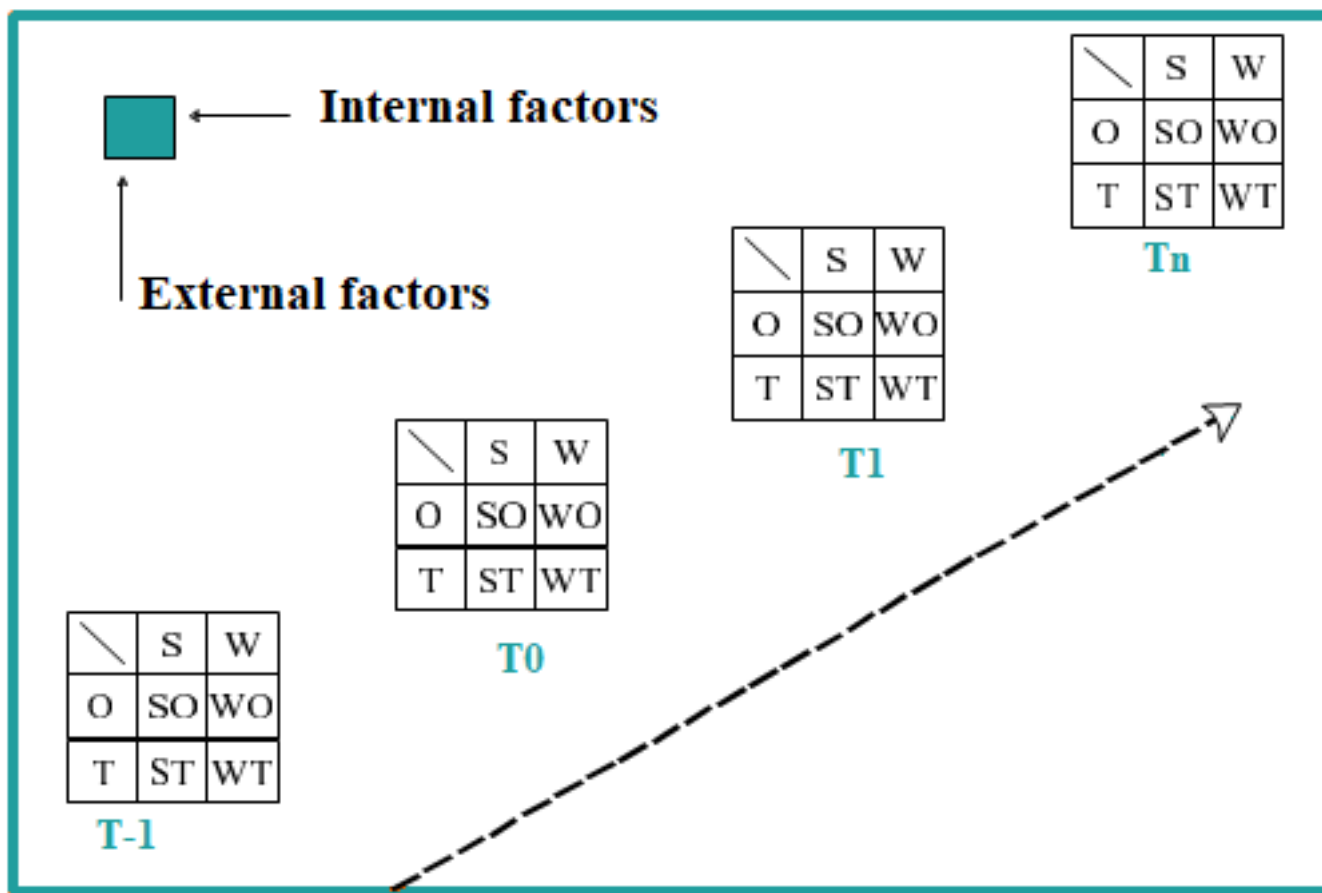 Internal factors
External factors
S W
O SO WO
T ST WT
Tn
S W
O SO WO
T ST WT
T1
S W
O SO WO
T ST WT
T0
S W
O SO WO
T ST WT
T-1